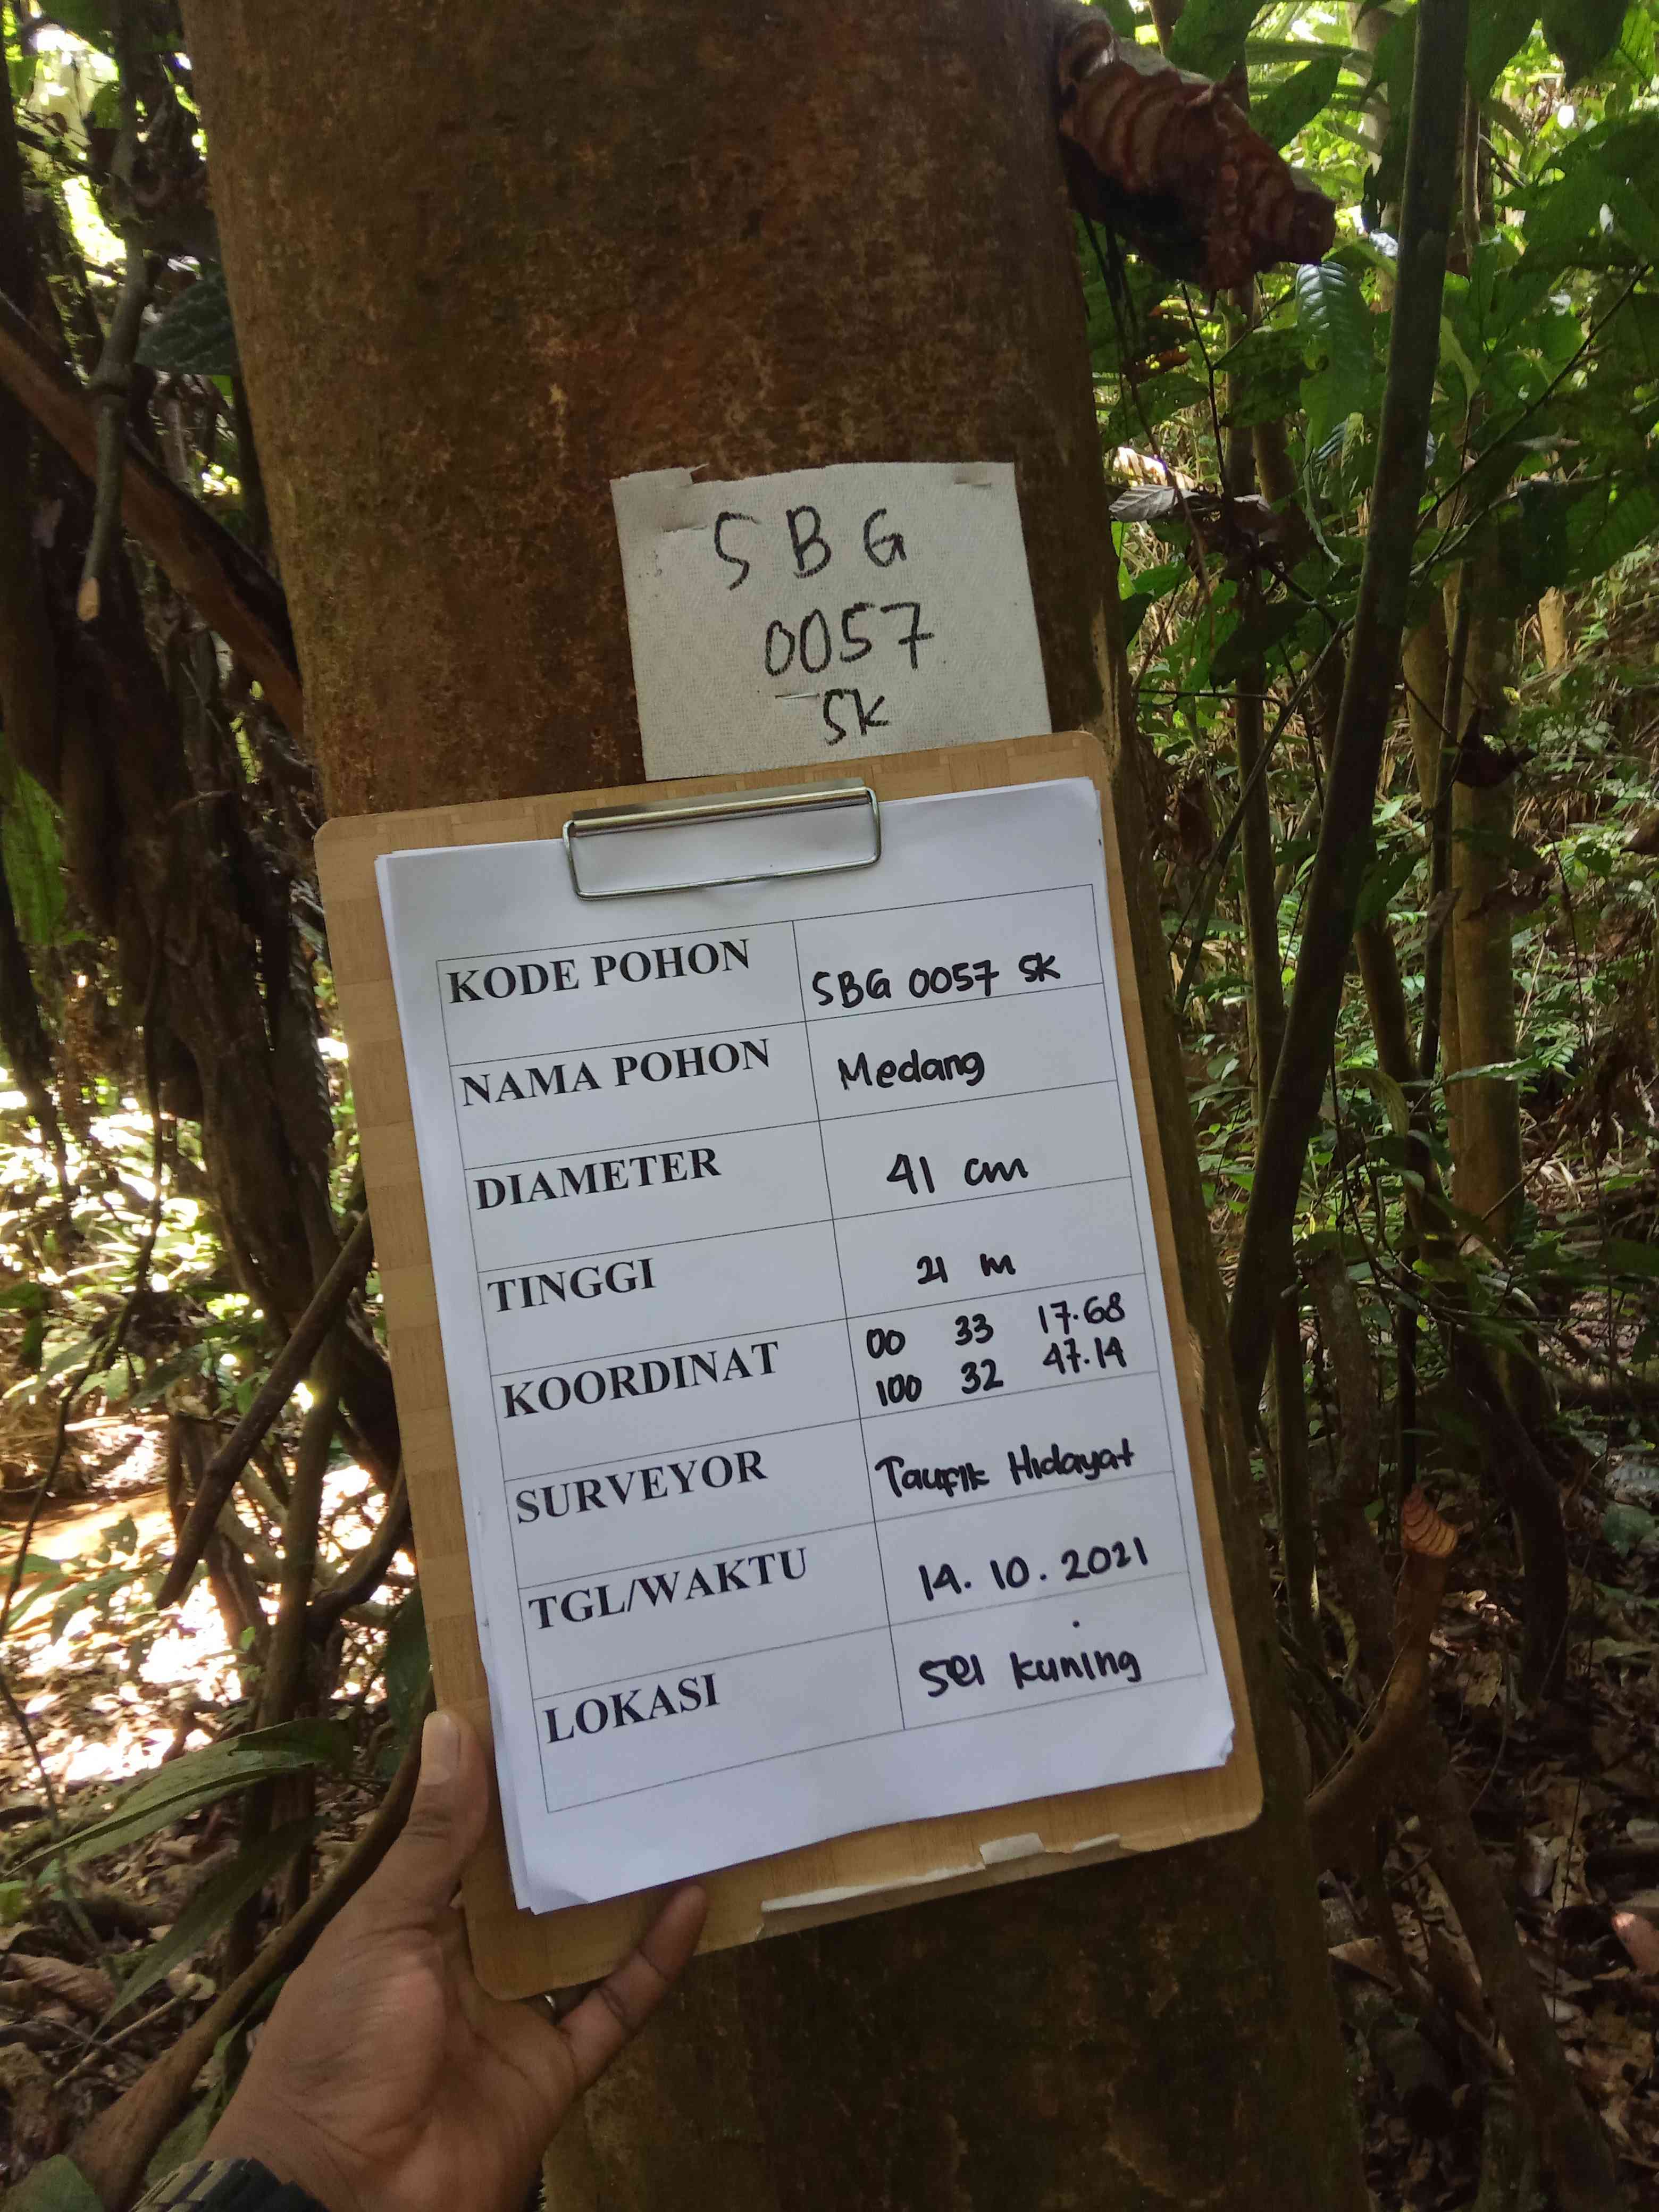 SBG
0057
SK
KODE POHON SBG 0057 SK
NAMA POHON Medang
DIAMETER 41 cm
TINGGI 21 m
KOORDINAT 00 33 17.68
100 32 47.14
SURVEYOR Taufik Hidayat
TGL/WAKTU 14.10.2021
LOKASI Sei Kuning